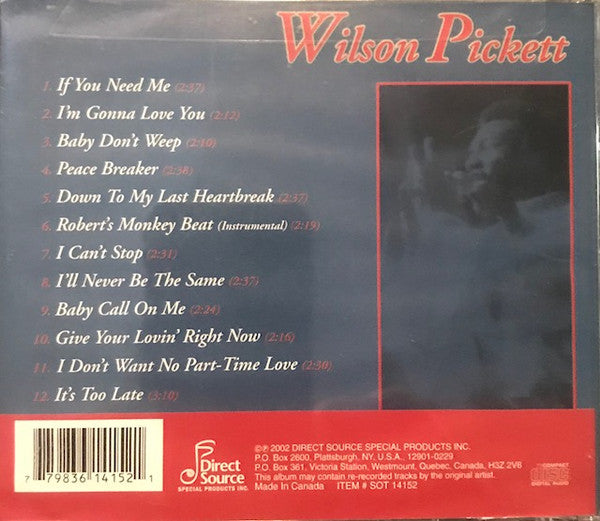 Wilson Pickett
1. If You Need Me (2:37)
2. I'm Gonna Love You (2:12)
3. Baby Don't Weep (2:10)
4. Peace Breaker (2:38)
5. Down To My Last Heartbreak (2:37)
6. Robert's Monkey Beat (Instrumental) (2:19)
7. I Can't Stop (2:31)
8. I'll Never Be The Same (2:37)
9. Baby Call On Me (2:24)
10. Give Your Lovin' Right Now (2:16)
11. I Don't Want No Part-Time Love (2:30)
12. It's Too Late (3:10)
7 79836 14152 1
Direct
Source
SPECIAL PRODUCTS INC.
©℗ 2002 DIRECT SOURCE SPECIAL PRODUCTS INC.
P.O. Box 2600, Plattsburgh, N.Y., U.S.A., 12901-0229
P.O. Box 361, Victoria Station, Westmount, Quebec, Canada, H3Z 2V8
This album may contain re-recorded tracks by the original artist.
Made In Canada ITEM # SOT 14152
COMPACT
disc
DIGITAL AUDIO